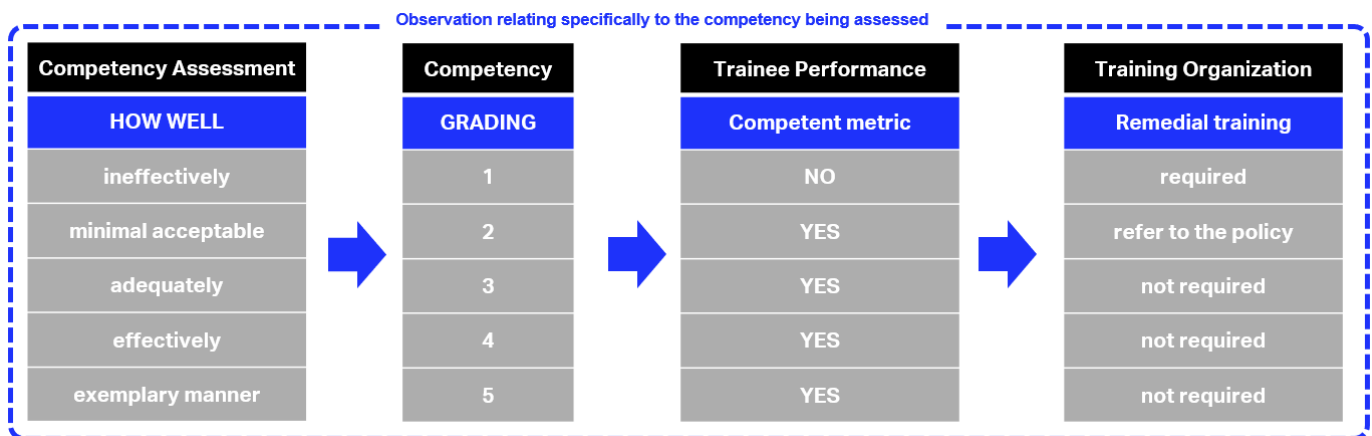 Observation relating specifically to the competency being assessed
Competency Assessment
HOW WELL
ineffectively
minimal acceptable
adequately
effectively
exemplary manner
Competency
GRADING
1
2
3
4
5
Trainee Performance
Competent metric
NO
YES
YES
YES
YES
Training Organization
Remedial training
required
refer to the policy
not required
not required
not required